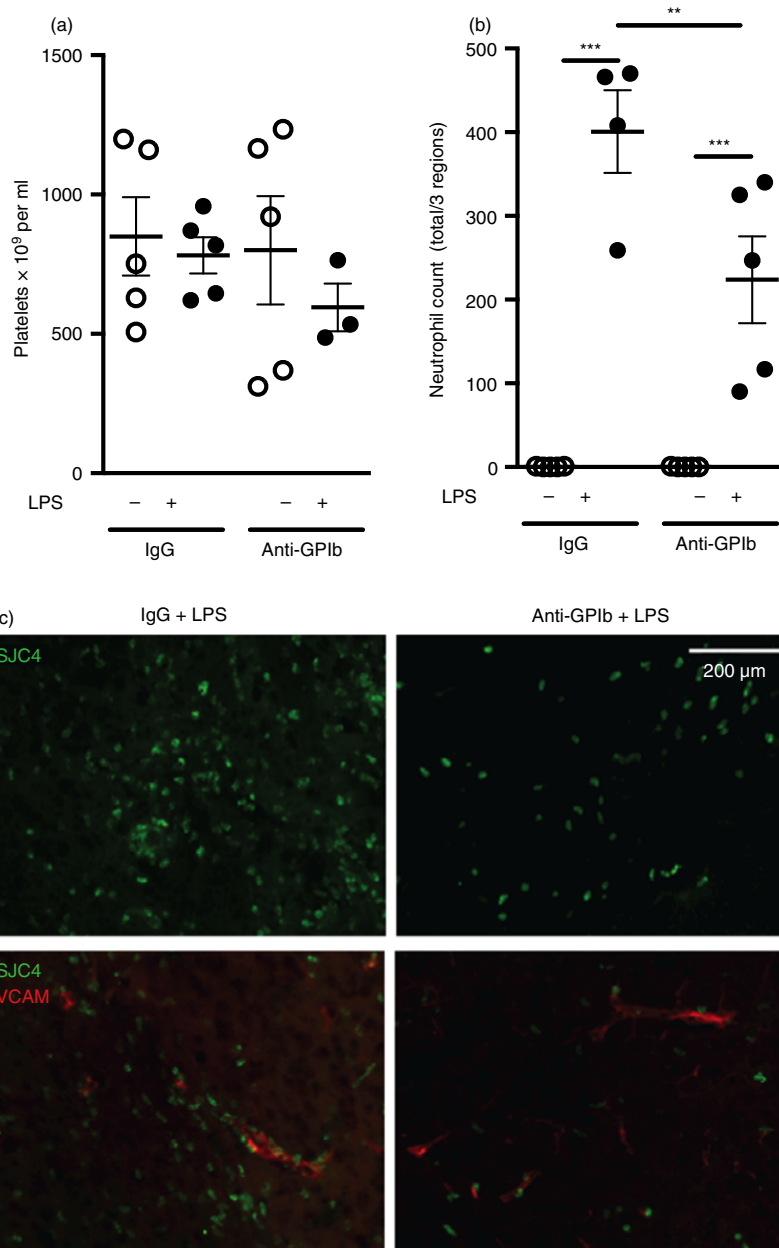 (a)
1500
1000
500
0
Platelets × 10⁹ per ml
LPS
– +
– +
IgG
Anti-GPIb
(b)
**
***
***
500
400
300
200
100
0
Neutrophil count (total/3 regions)
LPS
– +
– +
IgG
Anti-GPIb
c)
IgG + LPS
Anti-GPIb + LPS
SJC4
200 µm
SJC4
VCAM